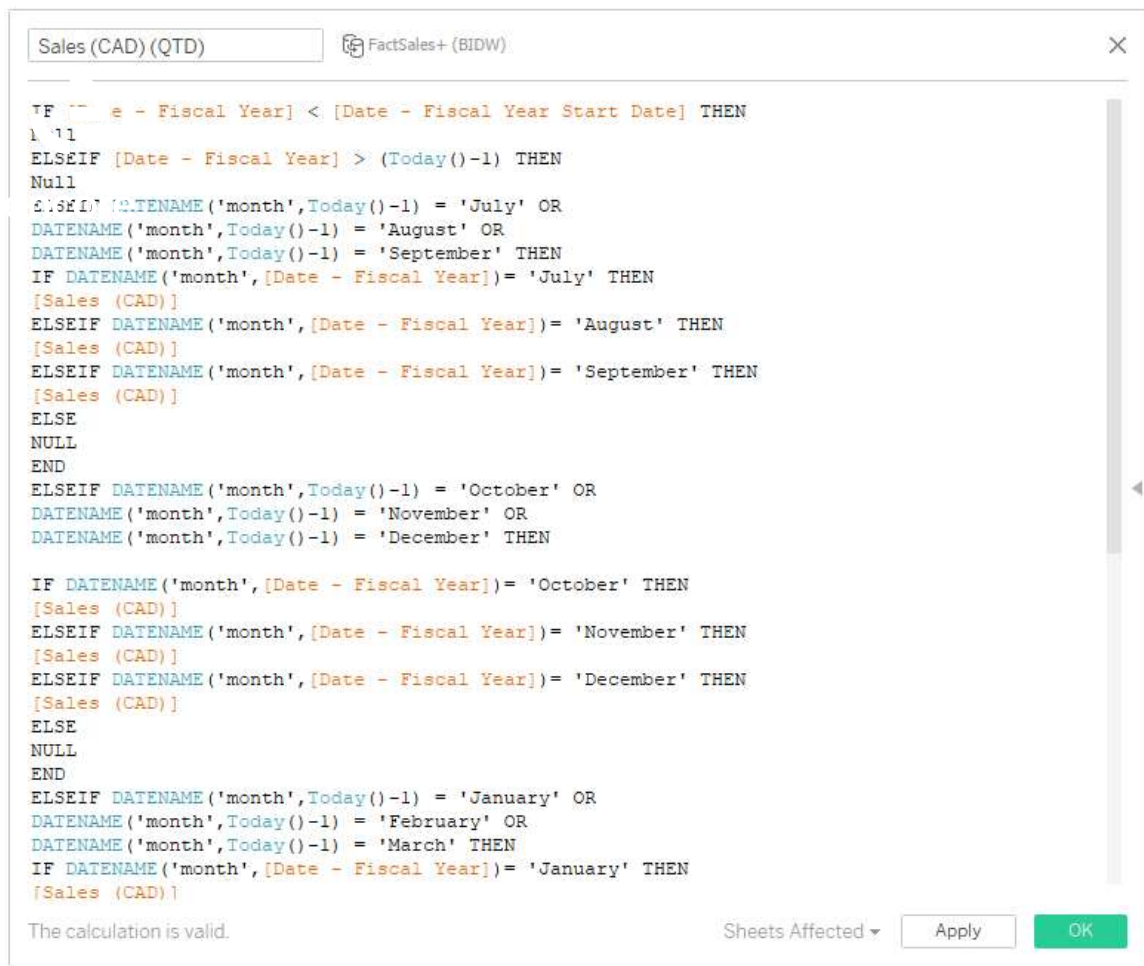 Sales (CAD) (QTD)
FactSales+ (BIDW)
e - Fiscal Year] < [Date - Fiscal Year Start Date] THEN
ELSEIF [Date - Fiscal Year] > (Today()-1) THEN
Null
TENAME('month',Today()-1) = 'July' OR
DATENAME('month',Today()-1) = 'August' OR
DATENAME('month',Today()-1) = 'September' THEN
IF DATENAME('month',[Date - Fiscal Year])= 'July' THEN
[Sales (CAD)]
ELSEIF DATENAME('month',[Date - Fiscal Year])= 'August' THEN
[Sales (CAD)]
ELSEIF DATENAME('month',[Date - Fiscal Year])= 'September' THEN
[Sales (CAD)]
ELSE
NULL
END
ELSEIF DATENAME('month',Today()-1) = 'October' OR
DATENAME('month',Today()-1) = 'November' OR
DATENAME('month',Today()-1) = 'December' THEN
IF DATENAME('month',[Date - Fiscal Year])= 'October' THEN
[Sales (CAD)]
ELSEIF DATENAME('month',[Date - Fiscal Year])= 'November' THEN
[Sales (CAD)]
ELSEIF DATENAME('month',[Date - Fiscal Year])= 'December' THEN
[Sales (CAD)]
ELSE
NULL
END
ELSEIF DATENAME('month',Today()-1) = 'January' OR
DATENAME('month',Today()-1) = 'February' OR
DATENAME('month',Today()-1) = 'March' THEN
IF DATENAME('month',[Date - Fiscal Year])= 'January' THEN
[Sales (CAD)]
The calculation is valid.
Sheets Affected
Apply
OK